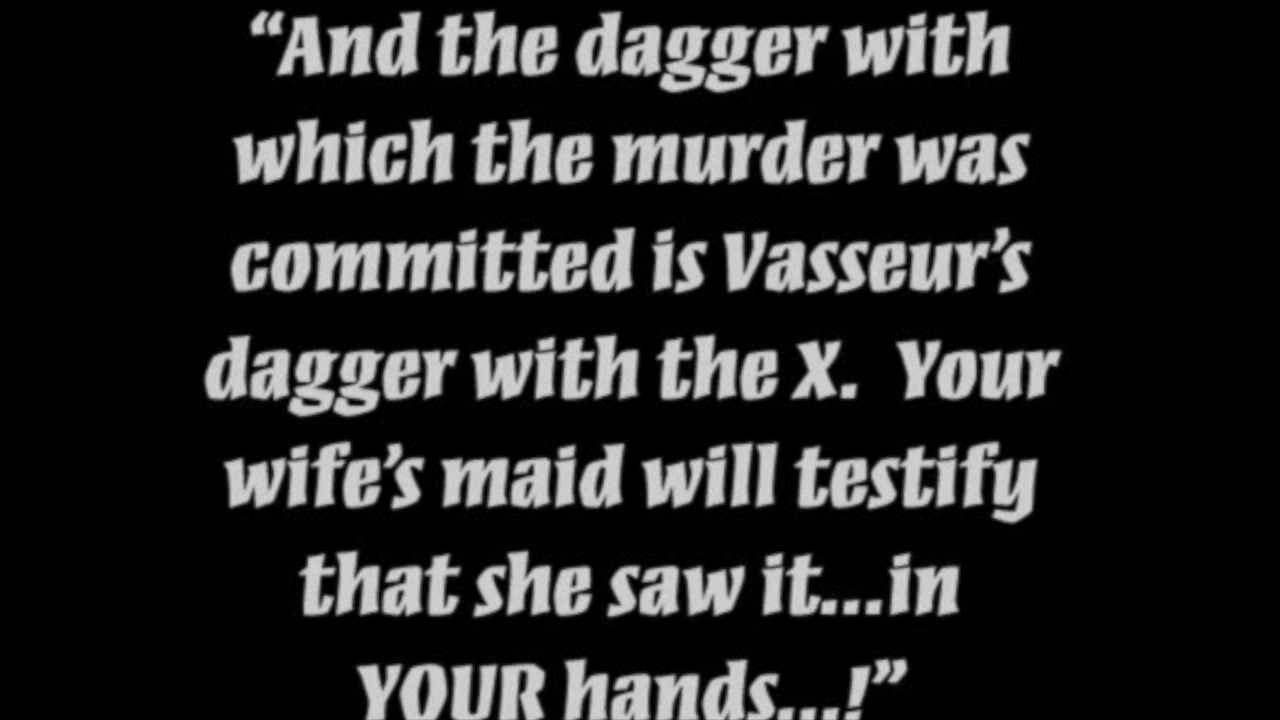 “And the dagger with
which the murder was
committed is Vasseur’s
dagger with the X.  Your
wife’s maid will testify
that she saw it...in
YOUR hands...!”